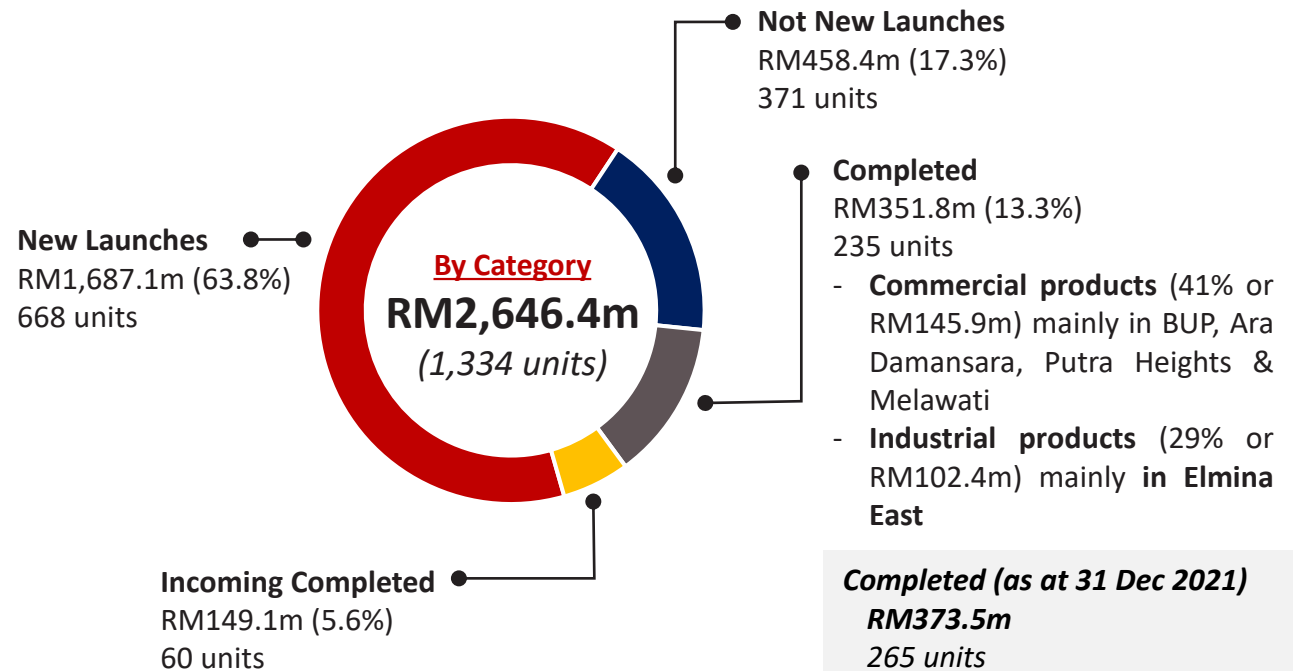 Not New Launches
RM458.4m (17.3%)
371 units
Completed
RM351.8m (13.3%)
235 units
- Commercial products (41% or
RM145.9m) mainly in BUP, Ara
Damansara, Putra Heights &
Melawati
- Industrial products (29% or
RM102.4m) mainly in Elmina
East
New Launches
RM1,687.1m (63.8%)
668 units
By Category
RM2,646.4m
(1,334 units)
Incoming Completed
RM149.1m (5.6%)
60 units
Completed (as at 31 Dec 2021)
RM373.5m
265 units